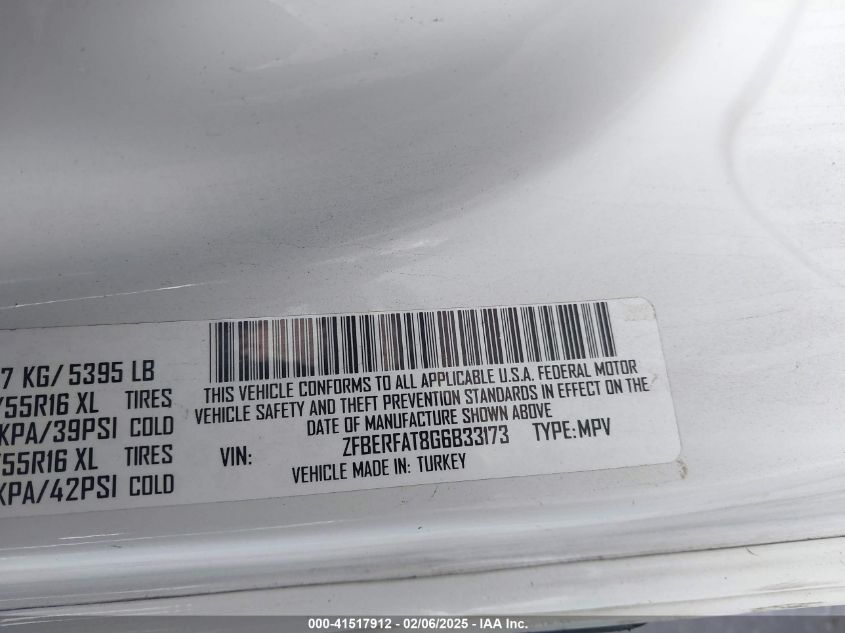 7 KG/ 5395 LB
/55R16 XL TIRES
KPA/39PSI COLD
/55R16 XL TIRES
KPA/42PSI COLD
THIS VEHICLE CONFORMS TO ALL APPLICABLE U.S.A. FEDERAL MOTOR
VEHICLE SAFETY AND THEFT PREVENTION STANDARDS IN EFFECT ON THE
DATE OF MANUFACTURE SHOWN ABOVE
VIN: ZFBERFAT8G6B33173 TYPE: MPV
VEHICLE MADE IN: TURKEY
000-41517912 | 02/06/2025 - © IAA Inc.